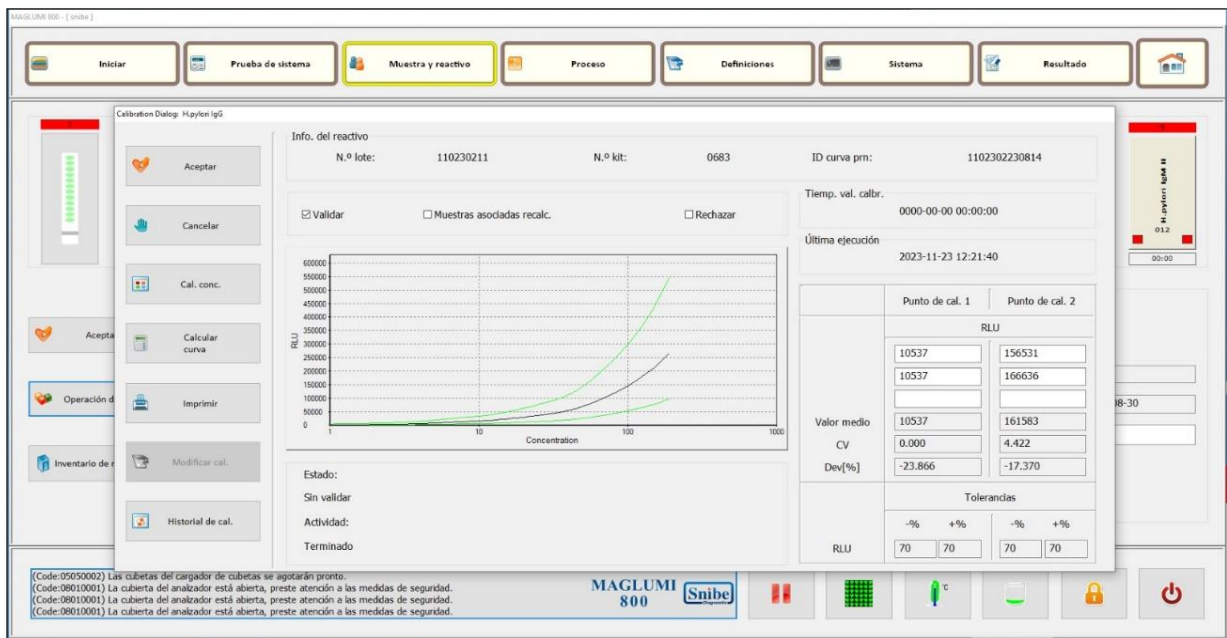 MAGLUMI 800 - [ snibe ]
Iniciar
Prueba de sistema
Muestra y reactivo
Proceso
Definiciones
Sistema
Resultado
Calibration Dialog: H.pylori IgG
Aceptar
Cancelar
Cal. conc.
Calcular
curva
Imprimir
Modificar cal.
Historial de cal.
Info. del reactivo
N.º lote: 110230211 N.º kit: 0683 ID curva prn: 1102302230814
Validar Muestras asociadas recalc. Rechazar
Tiemp. val. calbr.
0000-00-00 00:00:00
Última ejecución
2023-11-23 12:21:40
600000
550000
500000
450000
400000
350000
300000
250000
200000
150000
100000
50000
0
RLU
1 10 100 1000
Concentration
Estado:
Sin validar
Actividad:
Terminado
Punto de cal. 1 Punto de cal. 2
RLU
10537 156531
10537 166636
Valor medio 10537 161583
CV 0.000 4.422
Dev[%] -23.866 -17.370
Tolerancias
-% +% -% +%
RLU 70 70 70 70
H.pylori IgM II
012
00:00
Acepta
Operación d
Inventario de r
08-30
(Code:05050002) Las cubetas del cargador de cubetas se agotarán pronto.
(Code:08010001) La cubierta del analizador está abierta, preste atención a las medidas de seguridad.
(Code:08010001) La cubierta del analizador está abierta, preste atención a las medidas de seguridad.
(Code:08010001) La cubierta del analizador está abierta, preste atención a las medidas de seguridad.
MAGLUMI
800
Snibe
°C